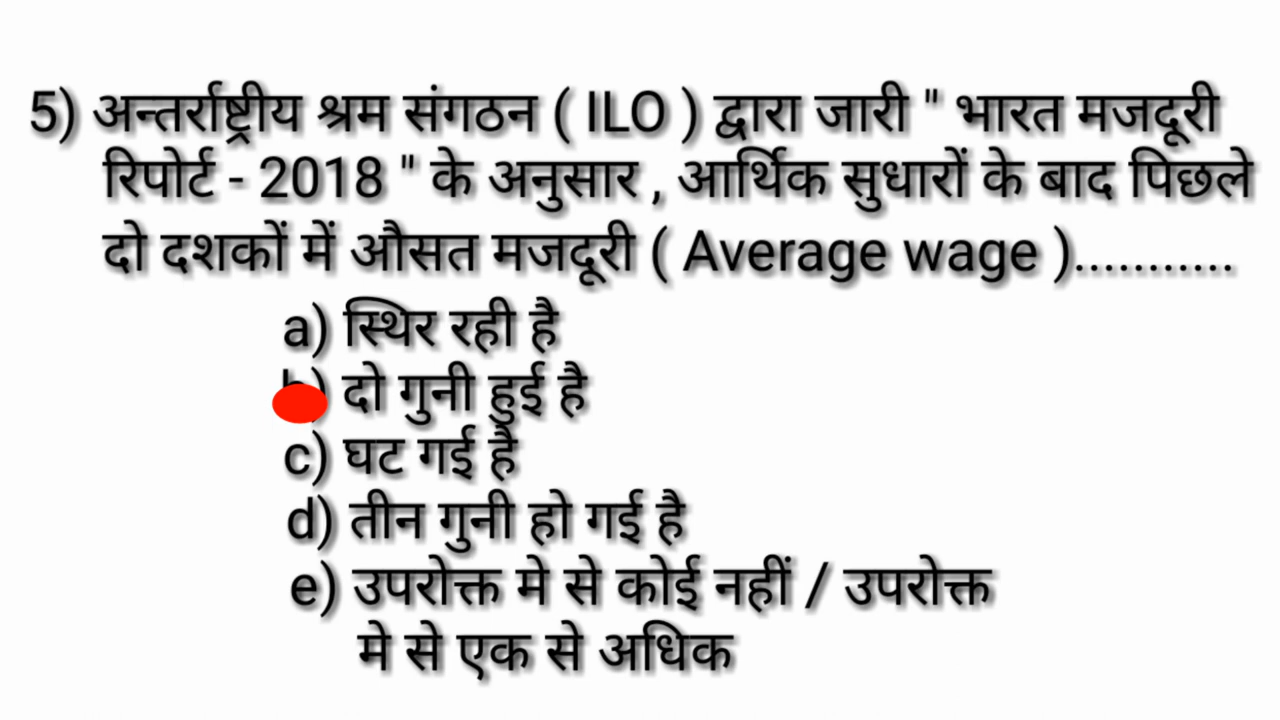 5) अन्तर्राष्ट्रीय श्रम संगठन ( ILO ) द्वारा जारी " भारत मजदूरी
रिपोर्ट - 2018 " के अनुसार , आर्थिक सुधारों के बाद पिछले
दो दशकों में औसत मजदूरी ( Average wage )...........
a) स्थिर रही है
b) दो गुनी हुई है
c) घट गई है
d) तीन गुनी हो गई है
e) उपरोक्त मे से कोई नहीं / उपरोक्त
मे से एक से अधिक